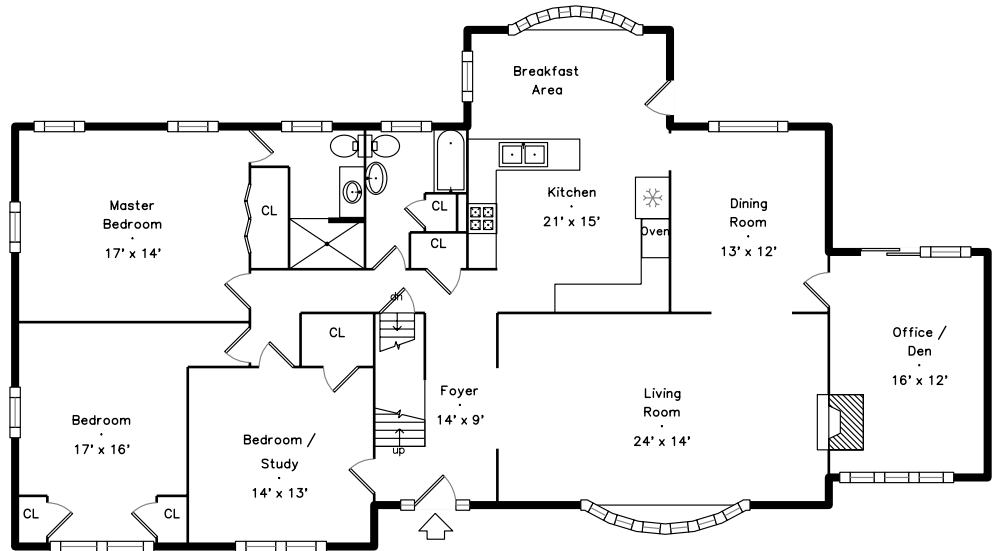 Breakfast
Area
Master
Bedroom
17' x 14'
CL
CL
CL
Kitchen
21' x 15'
Oven
Dining
Room
13' x 12'
dn
CL
Office /
Den
16' x 12'
Foyer
14' x 9'
Living
Room
24' x 14'
Bedroom
17' x 16'
Bedroom /
Study
14' x 13'
up
CL
CL